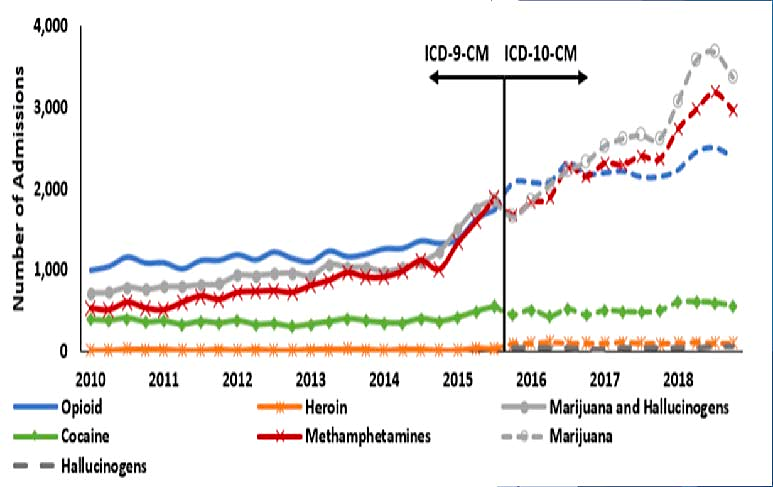 Number of Admissions
4,000
3,000
2,000
1,000
0
ICD-9-CM ICD-10-CM
2010 2011 2012 2013 2014 2015 2016 2017 2018
Opioid Heroin Marijuana and Hallucinogens
Cocaine Methamphetamines Marijuana
Hallucinogens